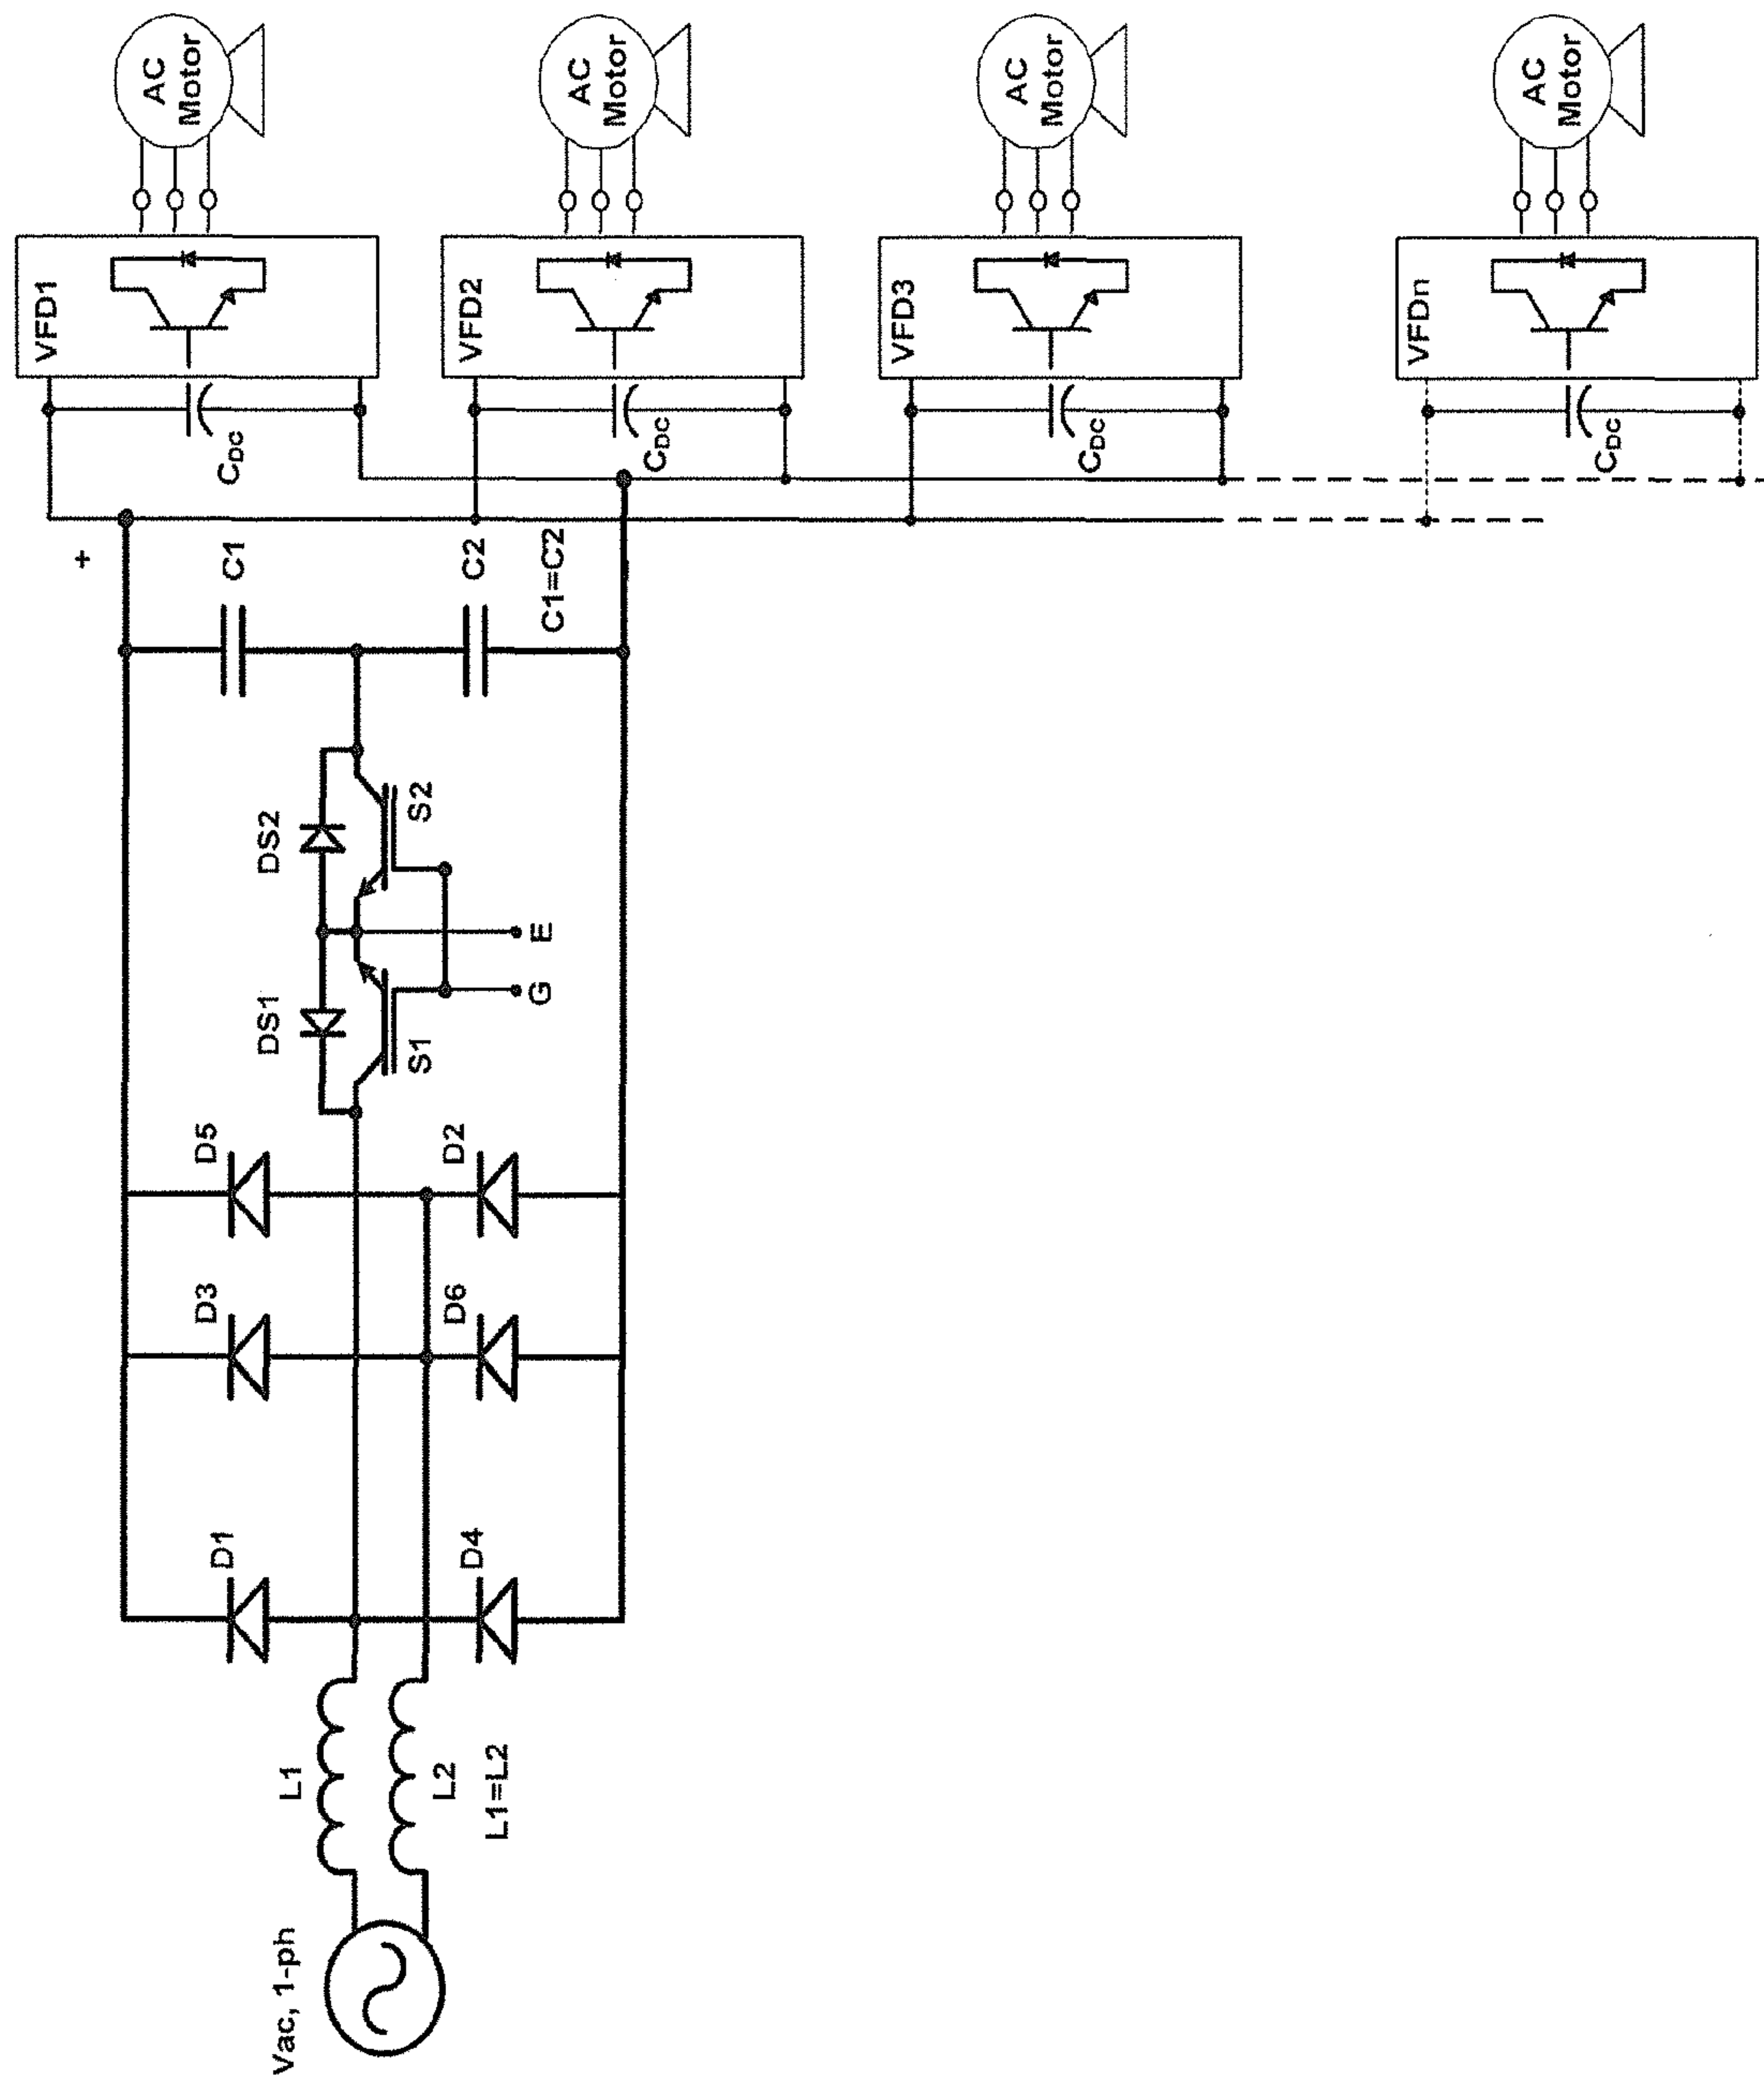 Vac, 1-ph
L1
L2
L1=L2
D1
D4
D3
D6
D5
D2
DS1
DS2
S1
S2
G
E
+
C1
C2
C1=C2
C_DC
VFD1
AC
Motor
C_DC
VFD2
AC
Motor
C_DC
VFD3
AC
Motor
C_DC
VFDn
AC
Motor